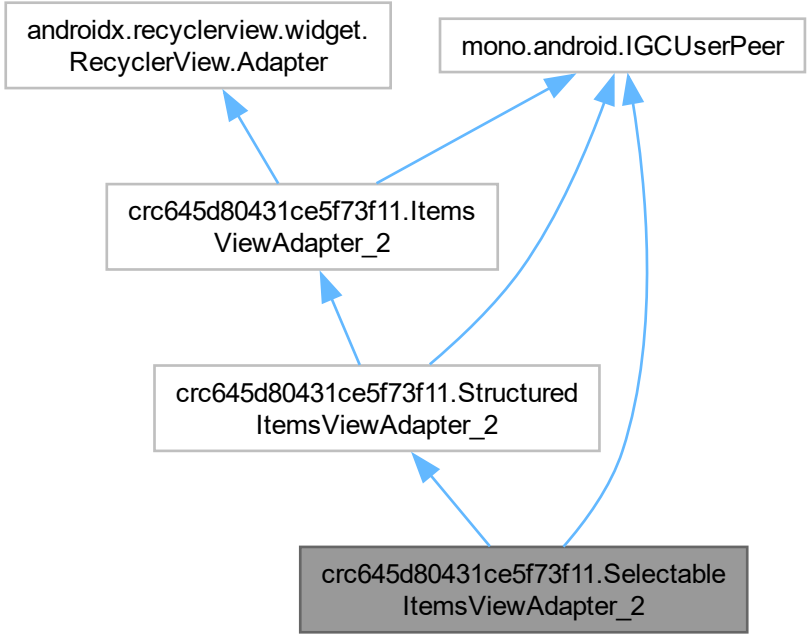 androidx.recyclerview.widget.
RecyclerView.Adapter
mono.android.IGCUserPeer
crc645d80431ce5f73f11.Items
ViewAdapter_2
crc645d80431ce5f73f11.Structured
ItemsViewAdapter_2
crc645d80431ce5f73f11.Selectable
ItemsViewAdapter_2